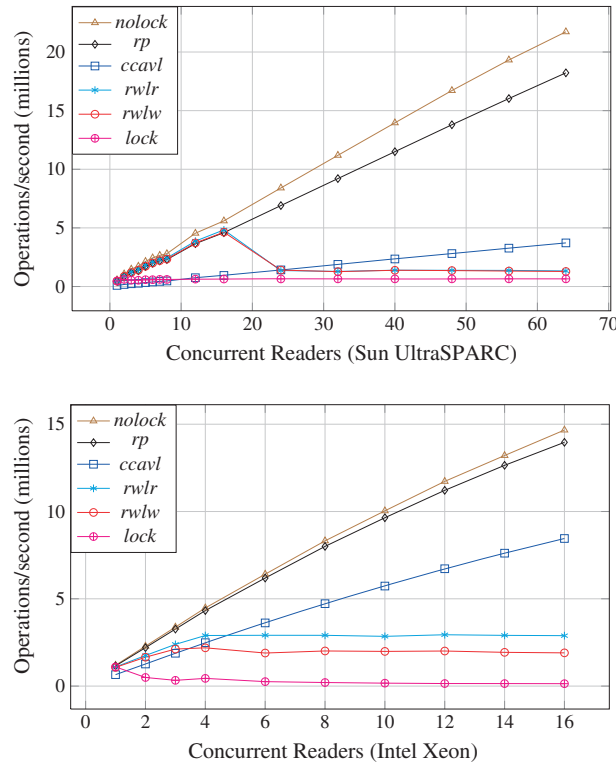 nolock
rp
ccavl
rwlr
rwlw
lock
20
15
10
5
0
Operations/second (millions)
0 10 20 30 40 50 60 70
Concurrent Readers (Sun UltraSPARC)
nolock
rp
ccavl
rwlr
rwlw
lock
15
10
5
0
Operations/second (millions)
0 2 4 6 8 10 12 14 16
Concurrent Readers (Intel Xeon)